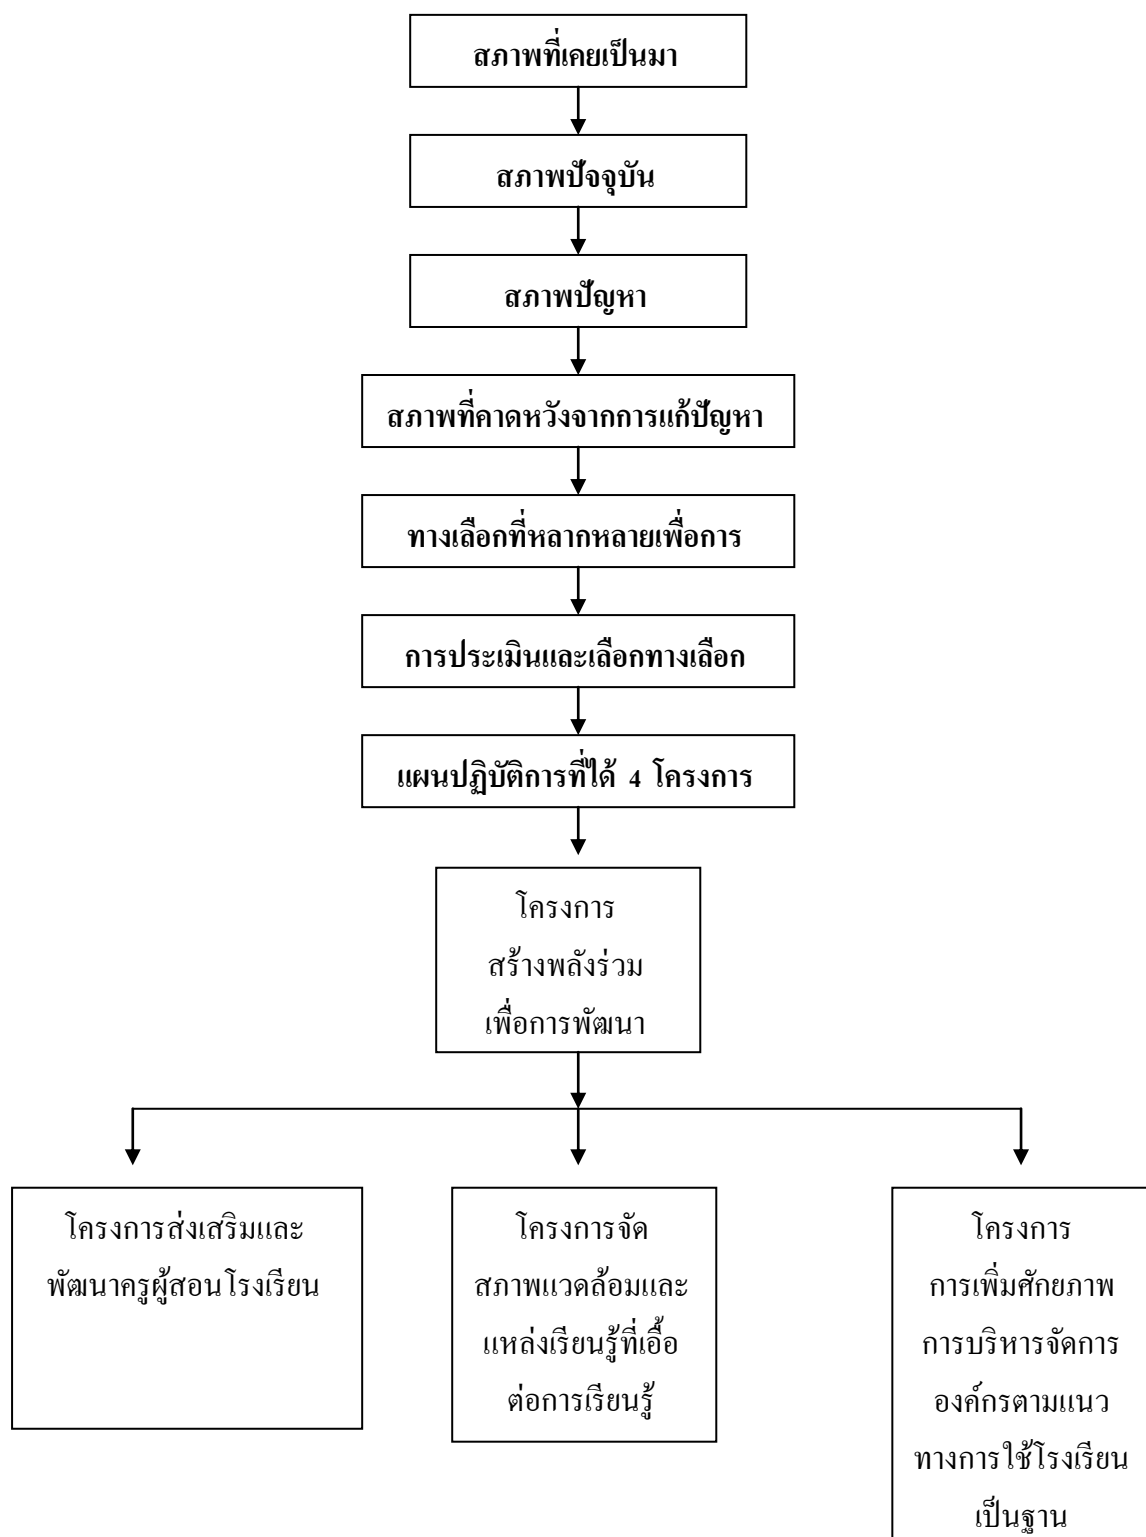 สภาพที่เคยเป็นมา
สภาพปัจจุบัน
สภาพปัญหา
สภาพที่คาดหวังจากการแก้ปัญหา
ทางเลือกที่หลากหลายเพื่อการ
การประเมินและเลือกทางเลือก
แผนปฏิบัติการที่ได้ 4 โครงการ
โครงการ
สร้างพลังร่วม
เพื่อการพัฒนา
โครงการส่งเสริมและ
พัฒนาครูผู้สอนโรงเรียน
โครงการจัด
สภาพแวดล้อมและ
แหล่งเรียนรู้ที่เอื้อ
ต่อการเรียนรู้
โครงการ
การเพิ่มศักยภาพ
การบริหารจัดการ
องค์กรตามแนว
ทางการใช้โรงเรียน
เป็นฐาน